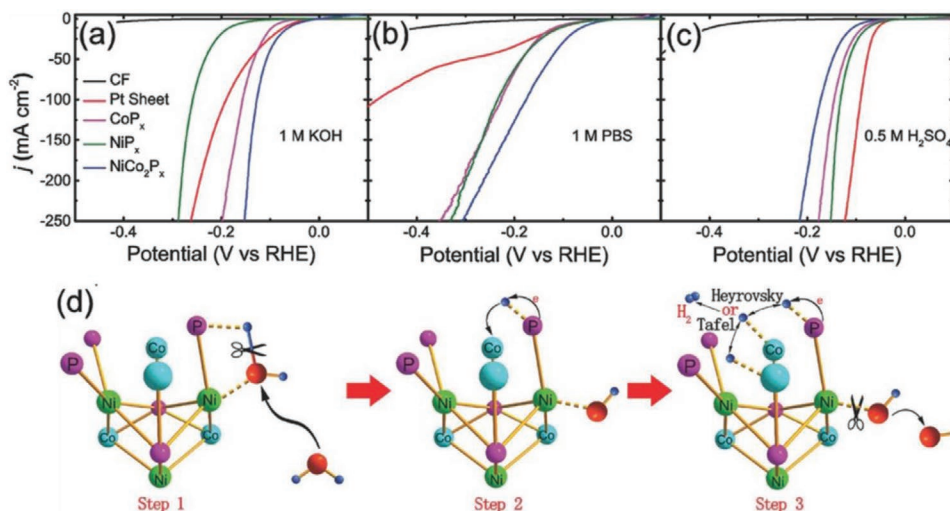 (a)
(b)
(c)
0
-50
-100
-150
-200
-250
j (mA cm⁻²)
CF
Pt Sheet
CoPₓ
NiPₓ
NiCo₂Pₓ
1 M KOH
1 M PBS
0.5 M H₂SO₄
-0.4 -0.2 0.0
-0.4 -0.2 0.0
-0.4 -0.2 0.0
Potential (V vs RHE)
Potential (V vs RHE)
Potential (V vs RHE)
(d)
P
P
Co
Ni
Ni
Co
Co
Ni
Step 1
e
P
Co
Ni
Ni
Co
Co
Ni
Step 2
Heyrovsky
e
H₂ or
Tafel
P
P
Co
Ni
Ni
Co
Co
Ni
Step 3